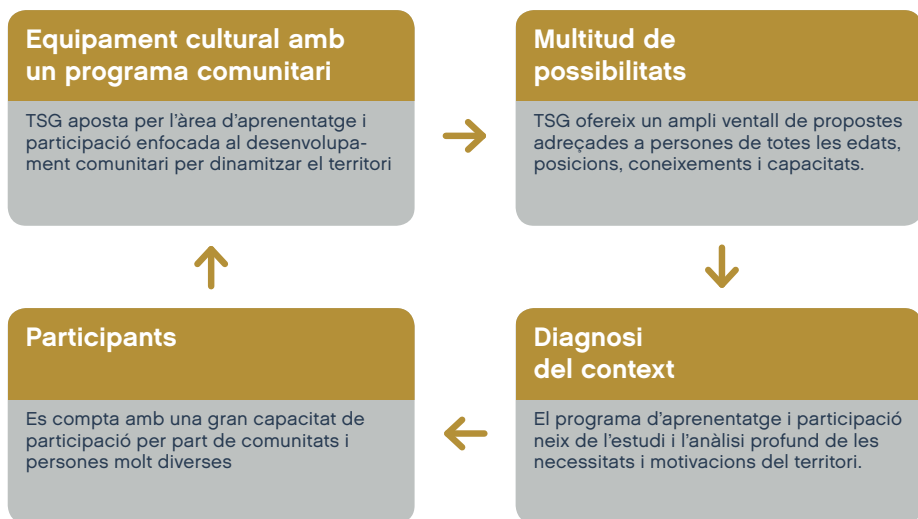 Equipament cultural amb
un programa comunitari
TSG aposta per l’àrea d’aprenentatge i
participació enfocada al desenvolupa-
ment comunitari per dinamitzar el territori
Multitud de
possibilitats
TSG ofereix un ampli ventall de propostes
adreçades a persones de totes les edats,
posicions, coneixements i capacitats.
Participants
Es compta amb una gran capacitat de
participació per part de comunitats i
persones molt diverses
Diagnosi
del context
El programa d’aprenentatge i participació
neix de l’estudi i l’anàlisi profund de les
necessitats i motivacions del territori.